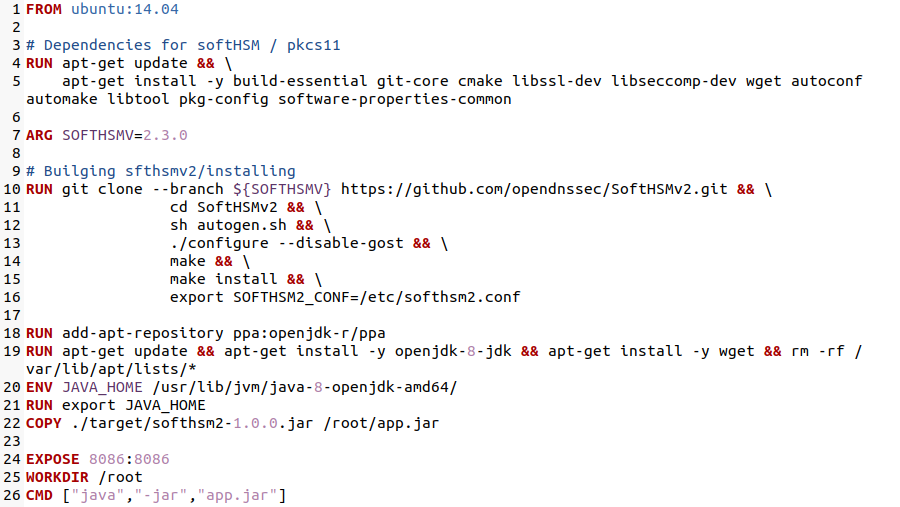 1 FROM ubuntu:14.04
2
3 # Dependencies for softHSM / pkcs11
4 RUN apt-get update && \
5     apt-get install -y build-essential git-core cmake libssl-dev libseccomp-dev wget autoconf
automake libtool pkg-config software-properties-common
6
7 ARG SOFTHSMV=2.3.0
8
9 # Builging sfthsmv2/installing
10 RUN git clone --branch ${SOFTHSMV} https://github.com/opendnssec/SoftHSMv2.git && \
11                 cd SoftHSMv2 && \
12                 sh autogen.sh && \
13                 ./configure --disable-gost && \
14                 make && \
15                 make install && \
16                 export SOFTHSM2_CONF=/etc/softhsm2.conf
17
18 RUN add-apt-repository ppa:openjdk-r/ppa
19 RUN apt-get update && apt-get install -y openjdk-8-jdk && apt-get install -y wget && rm -rf /
var/lib/apt/lists/*
20 ENV JAVA_HOME /usr/lib/jvm/java-8-openjdk-amd64/
21 RUN export JAVA_HOME
22 COPY ./target/softhsm2-1.0.0.jar /root/app.jar
23
24 EXPOSE 8086:8086
25 WORKDIR /root
26 CMD ["java","-jar","app.jar"]